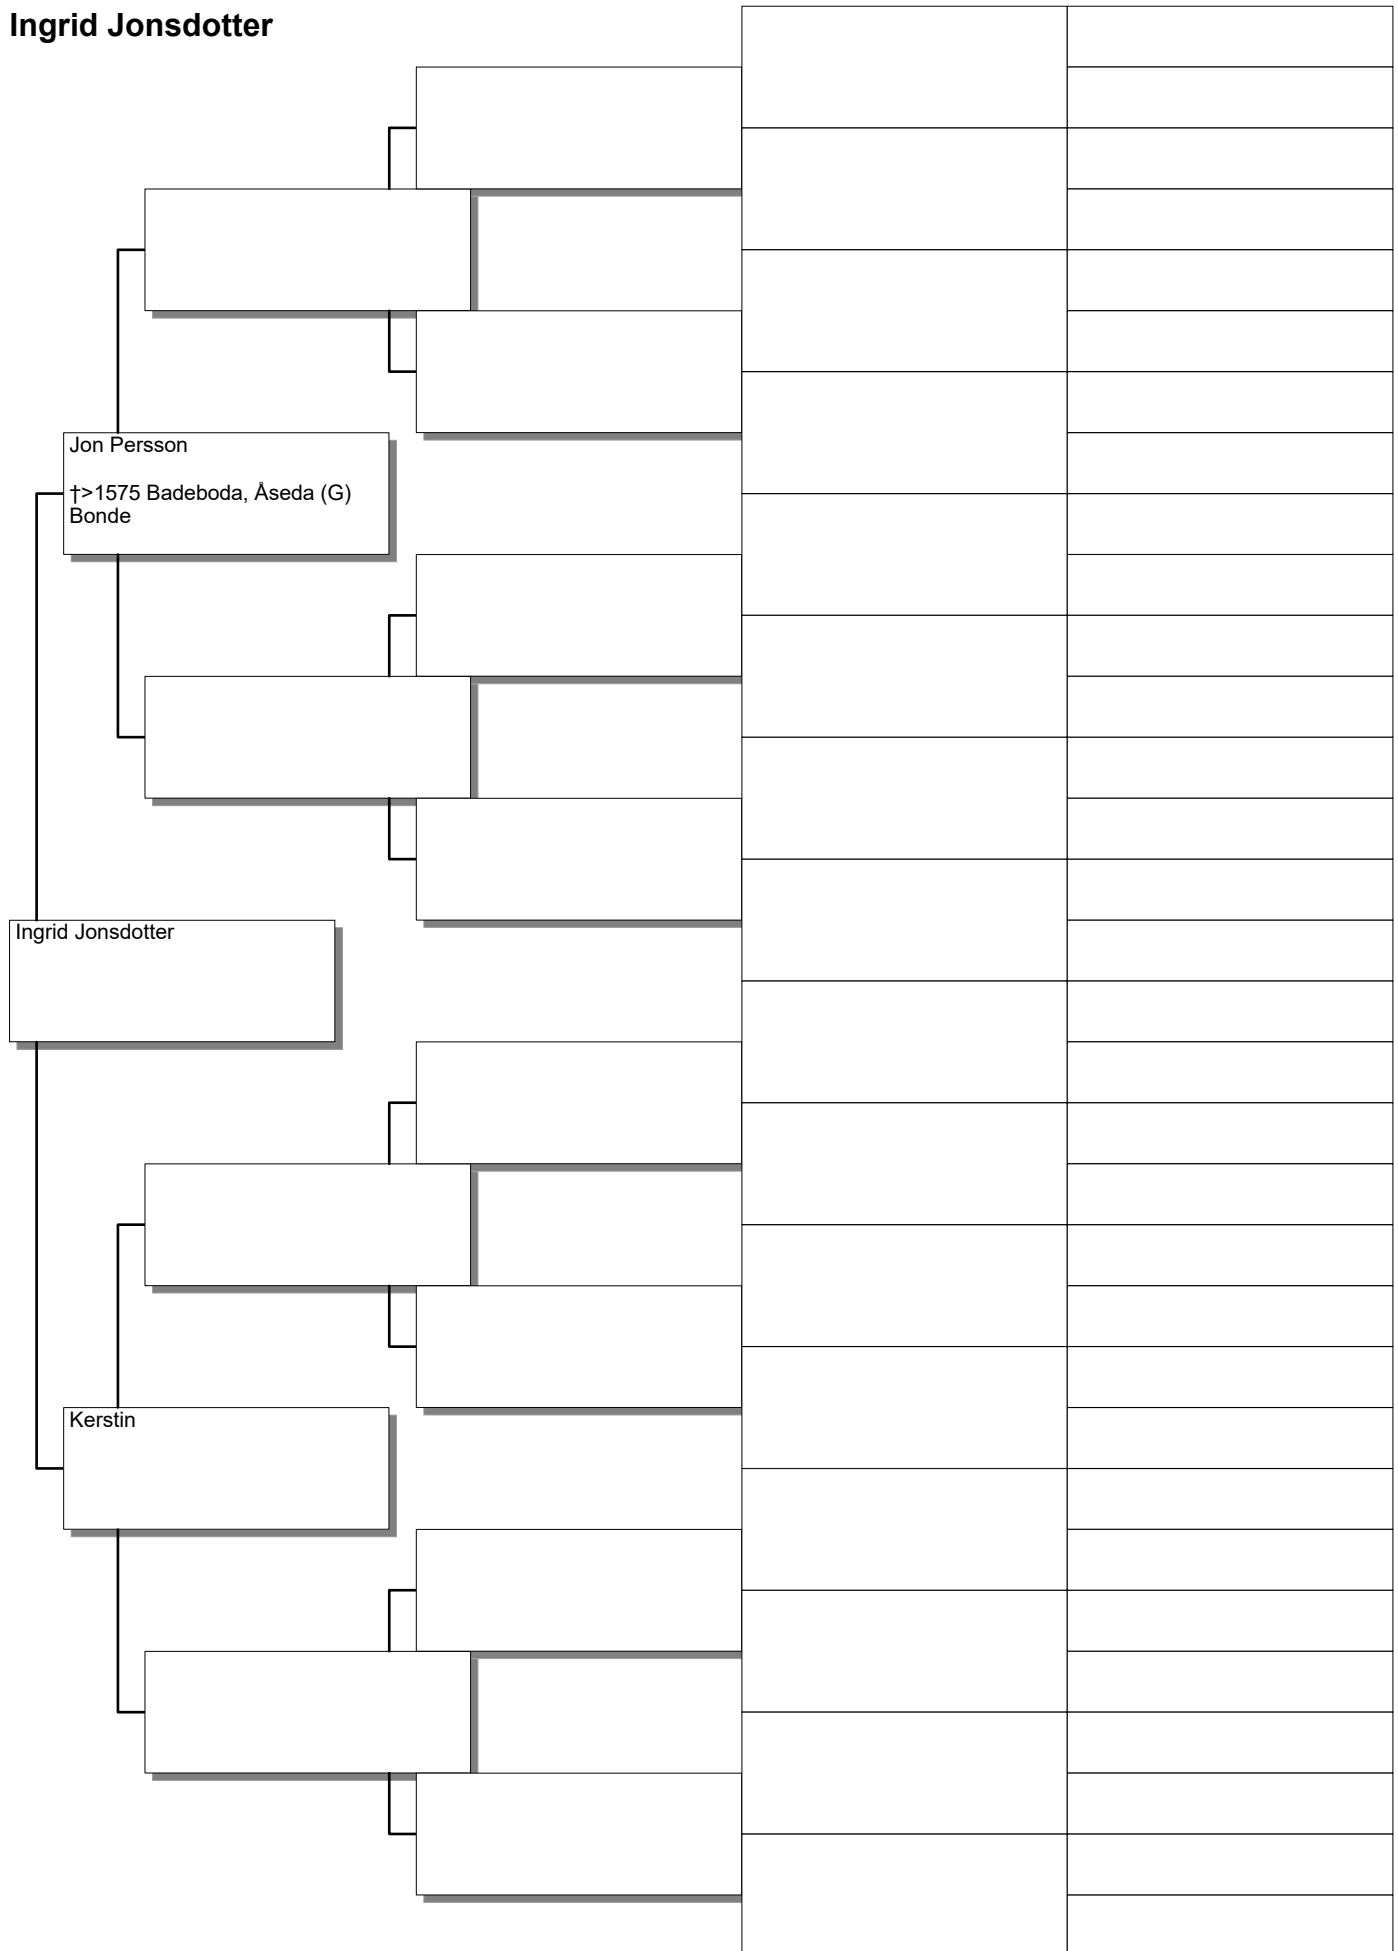 Ingrid Jonsdotter
Jon Persson
†>1575 Badeboda, Åseda (G)
Bonde
Ingrid Jonsdotter
Kerstin